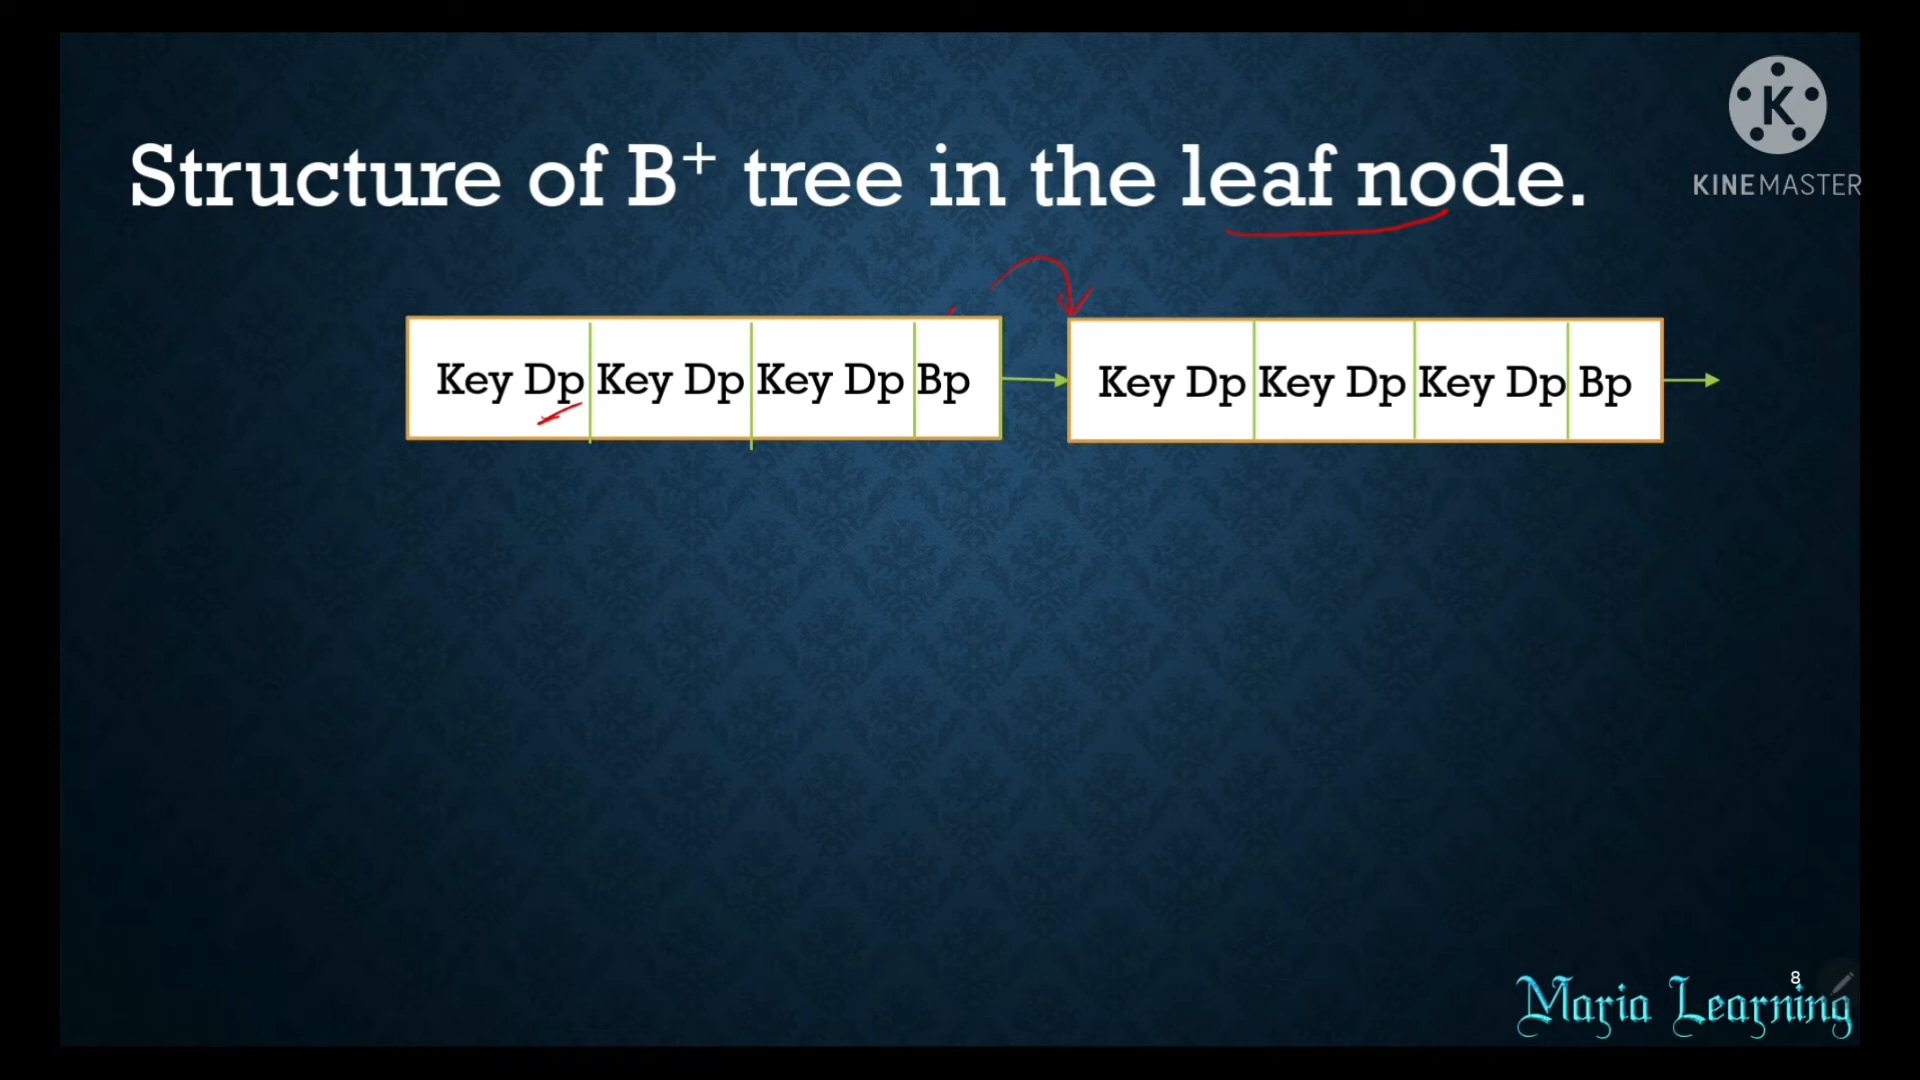 K
KINEMASTER
Structure of B⁺ tree in the leaf node.
Key Dp Key Dp Key Dp Bp
Key Dp Key Dp Key Dp Bp
8
Maria Learning